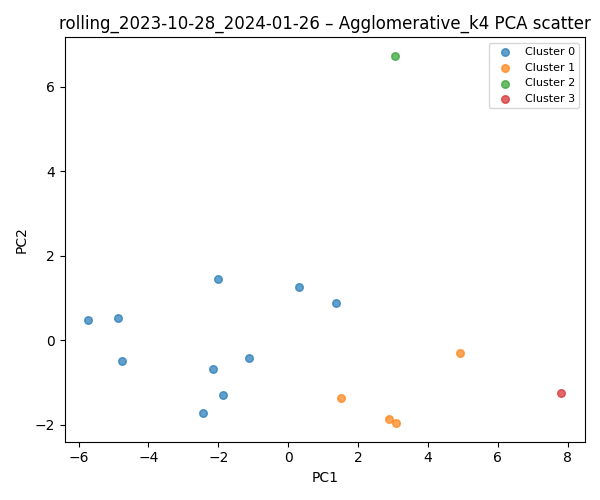 rolling_2023-10-28_2024-01-26 – Agglomerative_k4 PCA scatter
Cluster 0
Cluster 1
Cluster 2
Cluster 3
PC2
6
4
2
0
−2
−6 −4 −2 0 2 4 6 8
PC1